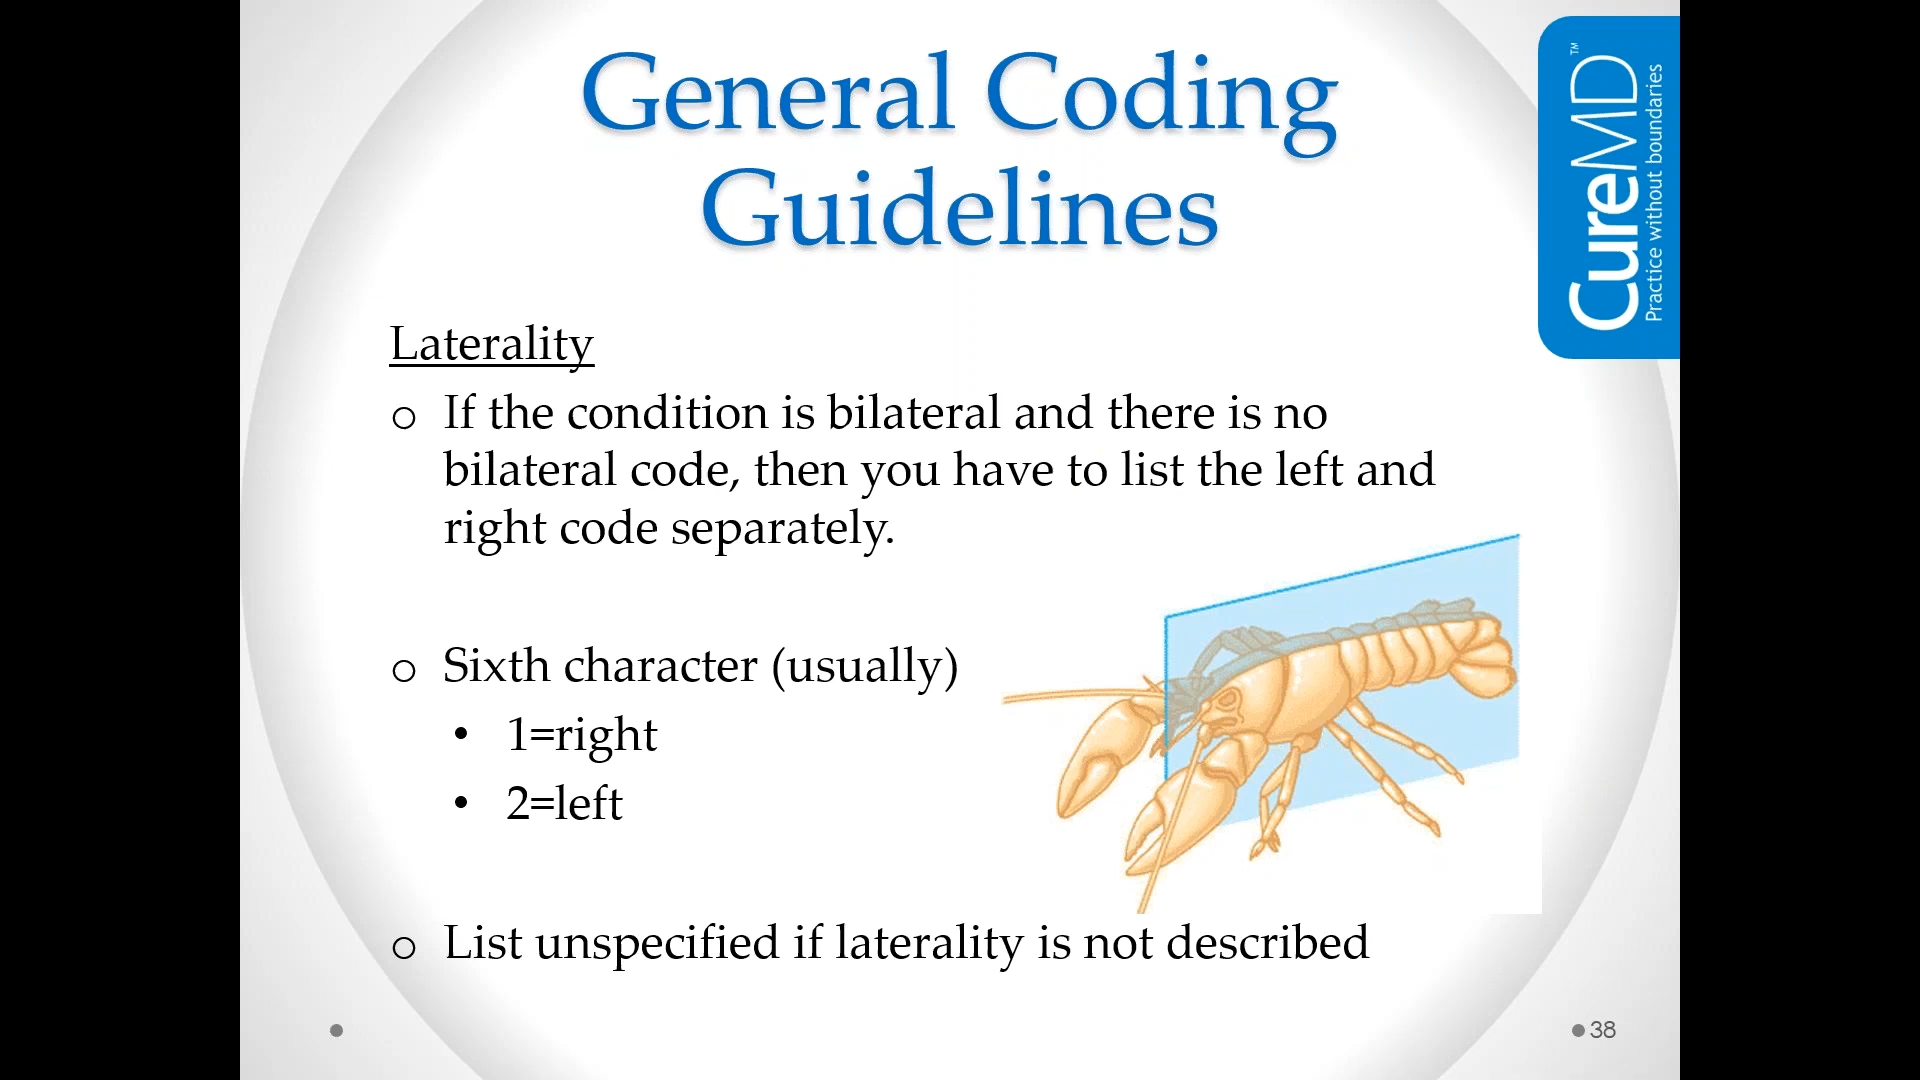 General Coding
Guidelines
CureMD™
Practice without boundaries
Laterality
o If the condition is bilateral and there is no
bilateral code, then you have to list the left and
right code separately.
o Sixth character (usually)
• 1=right
• 2=left
o List unspecified if laterality is not described
38